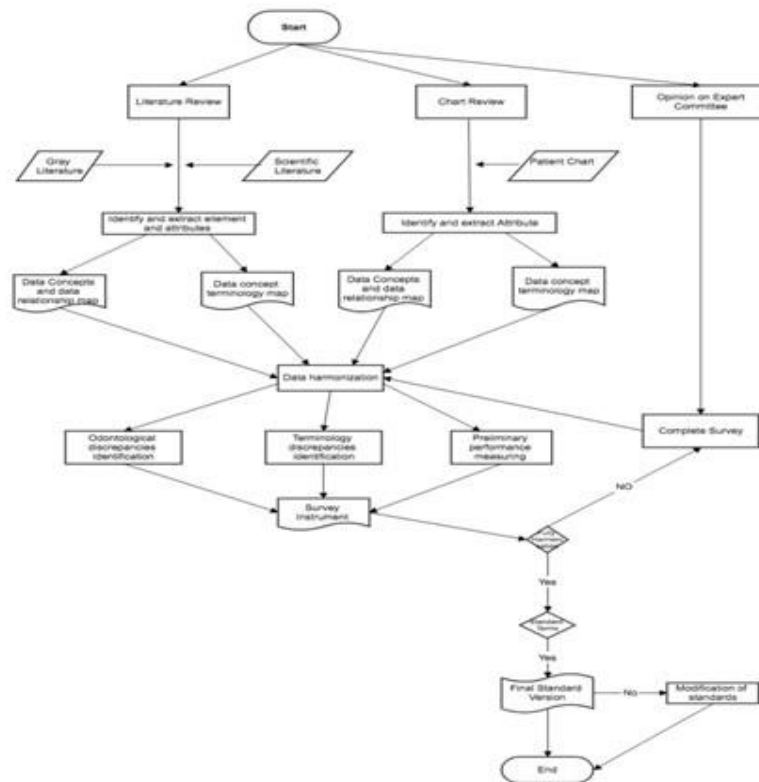 Start
Literature Review
Chart Review
Opinion on Expert
Committee
Gray
Literature
Scientific
Literature
Patient Chart
Identify and extract element
and attributes
Identify and extract Attribute
Data Concepts
and data
relationship map
Data concept
terminology map
Data Concepts
and data
relationship map
Data concept
terminology map
Data harmonization
Odontological
discrepancies
identification
Terminology
discrepancies
identification
Preliminary
performance
measuring
Complete Survey
Survey
Instrument
NO
Yes
Standard
Yes
Final Standard
Version
No
Modification of
standards
End